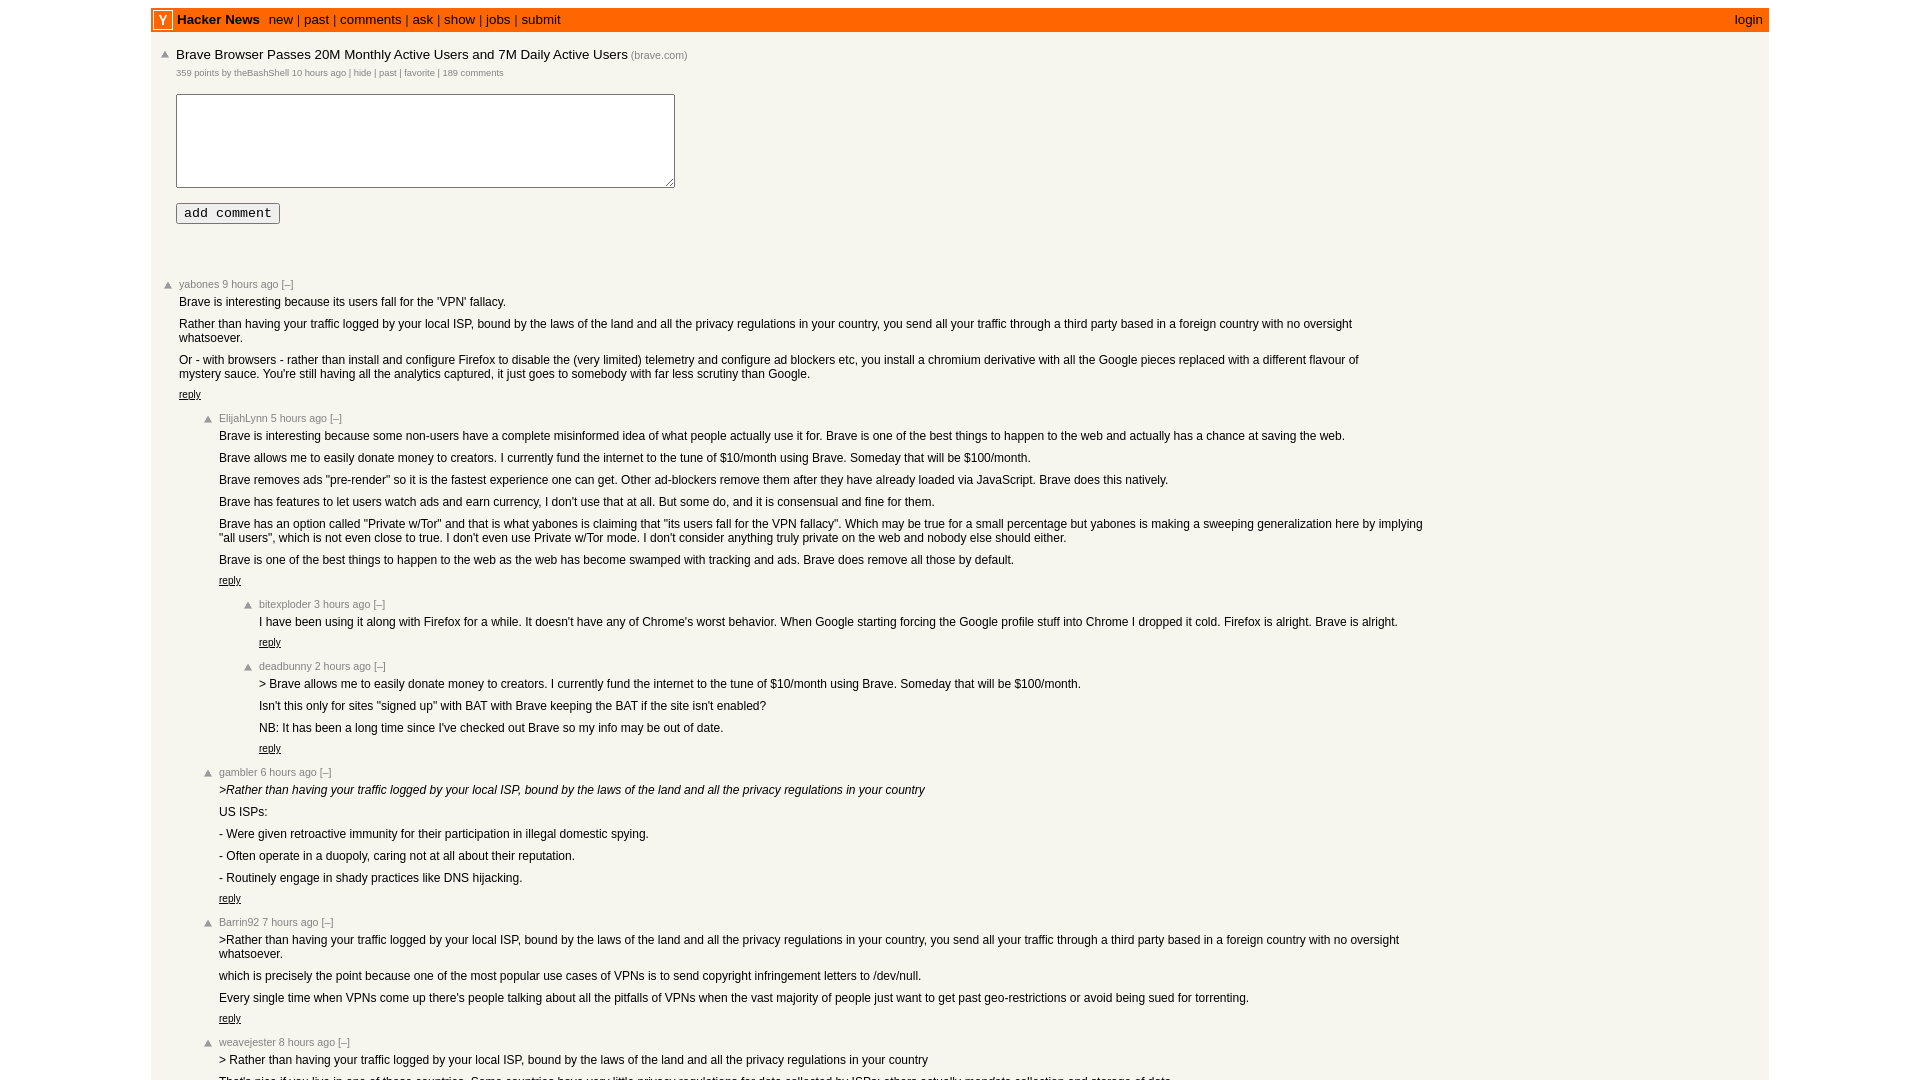 Y Hacker News new | past | comments | ask | show | jobs | submit login
Brave Browser Passes 20M Monthly Active Users and 7M Daily Active Users (brave.com)
359 points by theBashShell 10 hours ago | hide | past | favorite | 189 comments
add comment
yabones 9 hours ago [–]
Brave is interesting because its users fall for the 'VPN' fallacy.
Rather than having your traffic logged by your local ISP, bound by the laws of the land and all the privacy regulations in your country, you send all your traffic through a third party based in a foreign country with no oversight
whatsoever.
Or - with browsers - rather than install and configure Firefox to disable the (very limited) telemetry and configure ad blockers etc, you install a chromium derivative with all the Google pieces replaced with a different flavour of
mystery sauce. You're still having all the analytics captured, it just goes to somebody with far less scrutiny than Google.
reply
ElijahLynn 5 hours ago [–]
Brave is interesting because some non-users have a complete misinformed idea of what people actually use it for. Brave is one of the best things to happen to the web and actually has a chance at saving the web.
Brave allows me to easily donate money to creators. I currently fund the internet to the tune of $10/month using Brave. Someday that will be $100/month.
Brave removes ads "pre-render" so it is the fastest experience one can get. Other ad-blockers remove them after they have already loaded via JavaScript. Brave does this natively.
Brave has features to let users watch ads and earn currency, I don't use that at all. But some do, and it is consensual and fine for them.
Brave has an option called "Private w/Tor" and that is what yabones is claiming that "its users fall for the VPN fallacy". Which may be true for a small percentage but yabones is making a sweeping generalization here by implying
"all users", which is not even close to true. I don't even use Private w/Tor mode. I don't consider anything truly private on the web and nobody else should either.
Brave is one of the best things to happen to the web as the web has become swamped with tracking and ads. Brave does remove all those by default.
reply
bitexploder 3 hours ago [–]
I have been using it along with Firefox for a while. It doesn't have any of Chrome's worst behavior. When Google starting forcing the Google profile stuff into Chrome I dropped it cold. Firefox is alright. Brave is alright.
reply
deadbunny 2 hours ago [–]
> Brave allows me to easily donate money to creators. I currently fund the internet to the tune of $10/month using Brave. Someday that will be $100/month.
Isn't this only for sites "signed up" with BAT with Brave keeping the BAT if the site isn't enabled?
NB: It has been a long time since I've checked out Brave so my info may be out of date.
reply
gambler 6 hours ago [–]
>Rather than having your traffic logged by your local ISP, bound by the laws of the land and all the privacy regulations in your country
US ISPs:
- Were given retroactive immunity for their participation in illegal domestic spying.
- Often operate in a duopoly, caring not at all about their reputation.
- Routinely engage in shady practices like DNS hijacking.
reply
Barrin92 7 hours ago [–]
>Rather than having your traffic logged by your local ISP, bound by the laws of the land and all the privacy regulations in your country, you send all your traffic through a third party based in a foreign country with no oversight
whatsoever.
which is precisely the point because one of the most popular use cases of VPNs is to send copyright infringement letters to /dev/null.
Every single time when VPNs come up there's people talking about all the pitfalls of VPNs when the vast majority of people just want to get past geo-restrictions or avoid being sued for torrenting.
reply
weavejester 8 hours ago [–]
> Rather than having your traffic logged by your local ISP, bound by the laws of the land and all the privacy regulations in your country